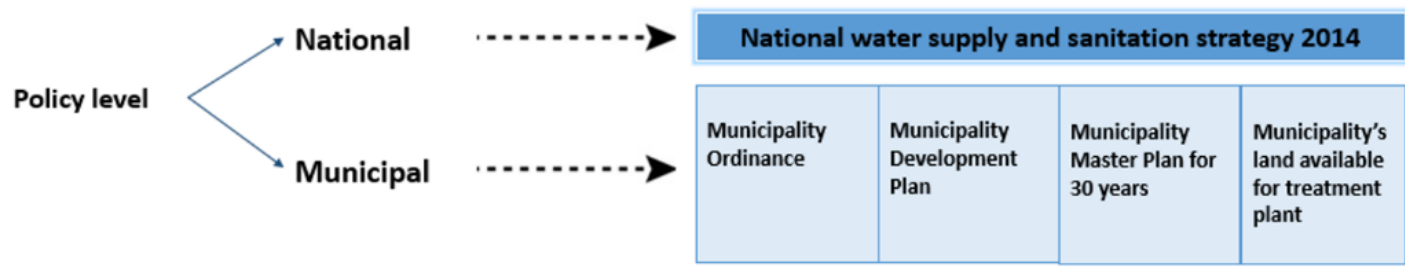 National
National water supply and sanitation strategy 2014
Policy level
Municipal
Municipality
Ordinance
Municipality
Development
Plan
Municipality
Master Plan for
30 years
Municipality's
land available
for treatment
plant